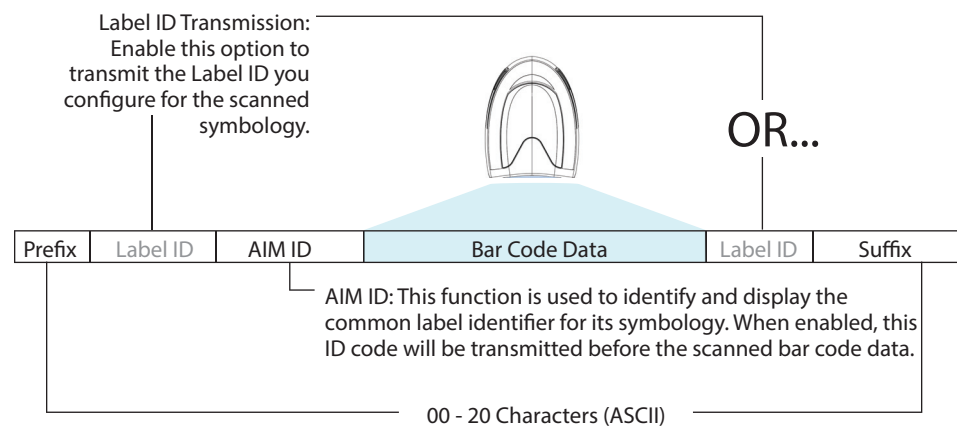 Label ID Transmission:
Enable this option to
transmit the Label ID you
configure for the scanned
symbology.
OR...
Prefix Label ID AIM ID Bar Code Data Label ID Suffix
AIM ID: This function is used to identify and display the
common label identifier for its symbology. When enabled, this
ID code will be transmitted before the scanned bar code data.
00 - 20 Characters (ASCII)